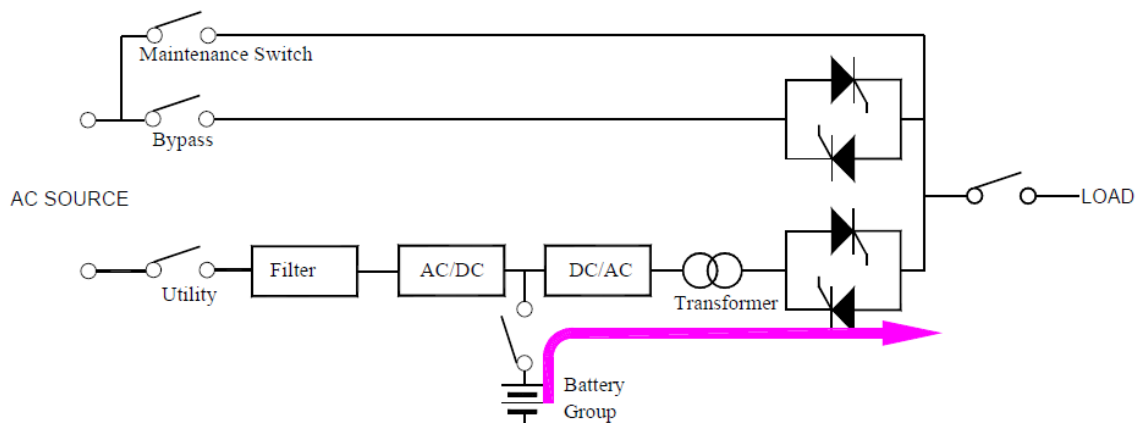 Maintenance Switch
Bypass
AC SOURCE
LOAD
Filter
AC/DC
DC/AC
Utility
Transformer
Battery
Group